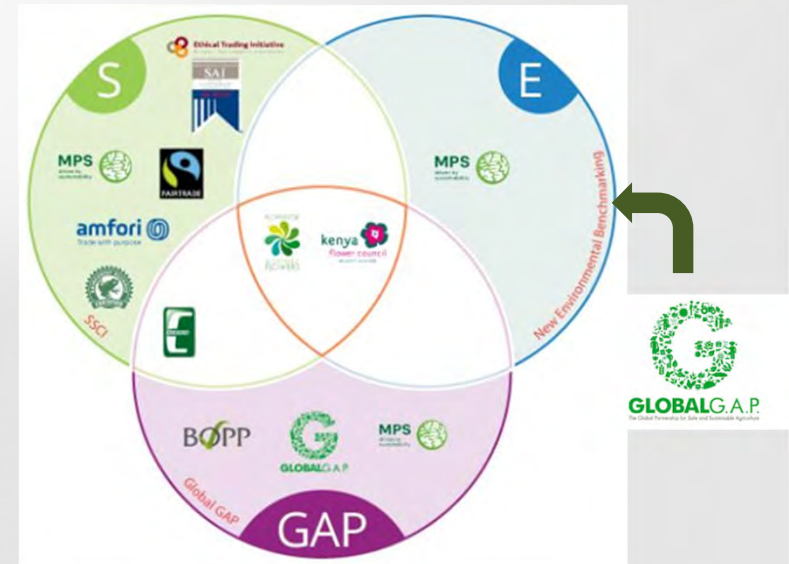 S
Ethical Trading Initiative
SAI
MPS
FAIRTRADE
amfori
Trade with purpose
SSCI
E
MPS
New Environmental Benchmarking
kenya
flower council
BOPP
GLOBALG.A.P.
MPS
Global GAP
GAP
GLOBALG.A.P.
The Global Partnership for Safe and Sustainable Agriculture